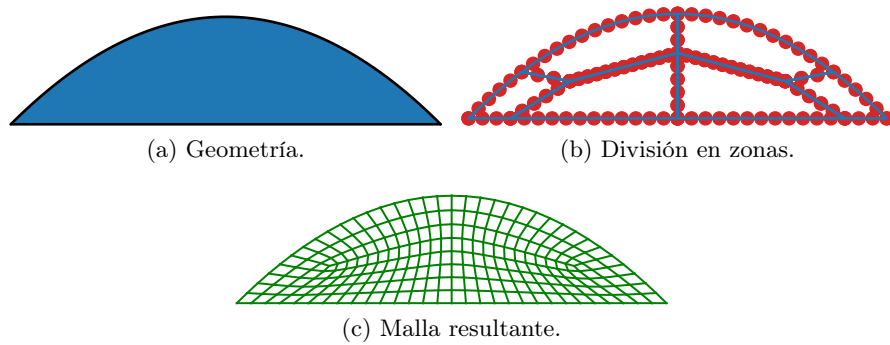 (a) Geometría.
(b) División en zonas.
(c) Malla resultante.